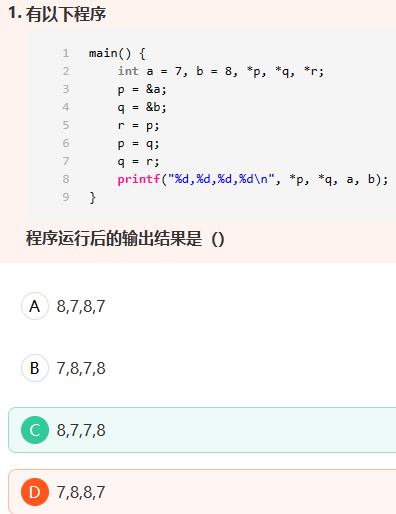 1. 有以下程序
1 main() {
2 int a = 7, b = 8, *p, *q, *r;
3 p = &a;
4 q = &b;
5 r = p;
6 p = q;
7 q = r;
8 printf("%d,%d,%d,%d\n", *p, *q, a, b);
9 }
程序运行后的输出结果是（）
A 8,7,8,7
B 7,8,7,8
C 8,7,7,8
D 7,8,8,7